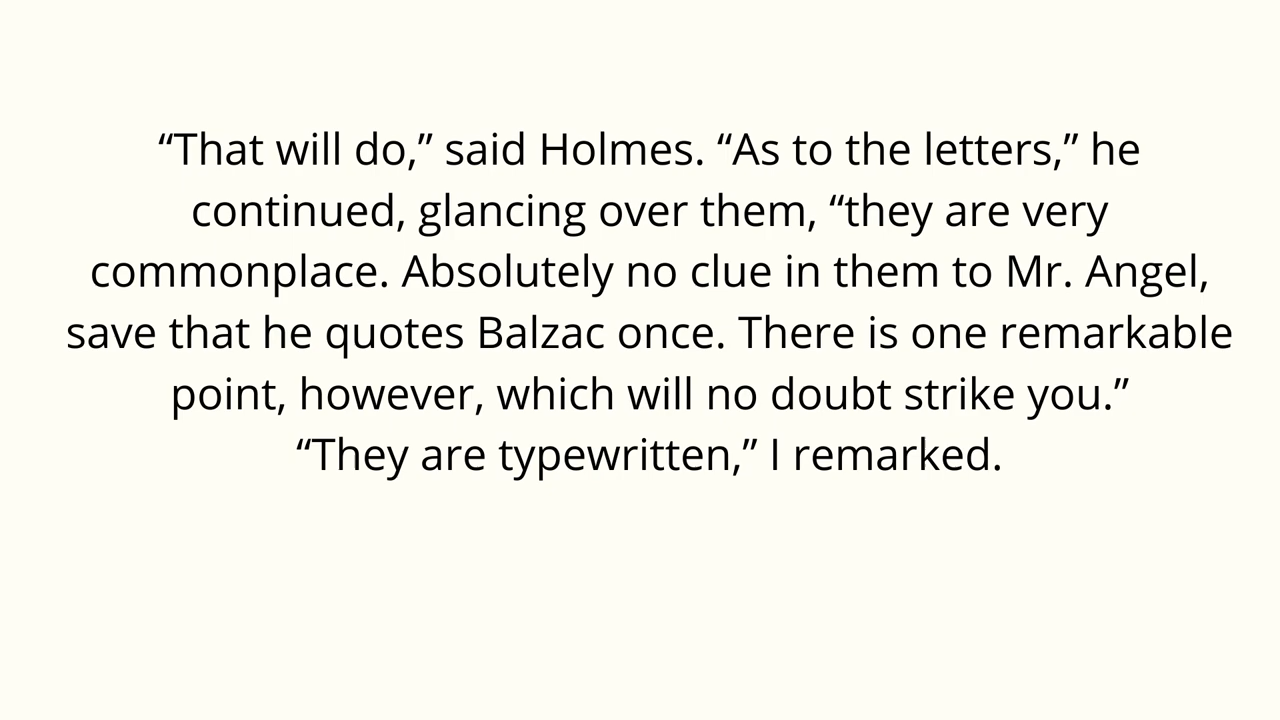 “That will do,” said Holmes. “As to the letters,” he
continued, glancing over them, “they are very
commonplace. Absolutely no clue in them to Mr. Angel,
save that he quotes Balzac once. There is one remarkable
point, however, which will no doubt strike you.”
“They are typewritten,” I remarked.